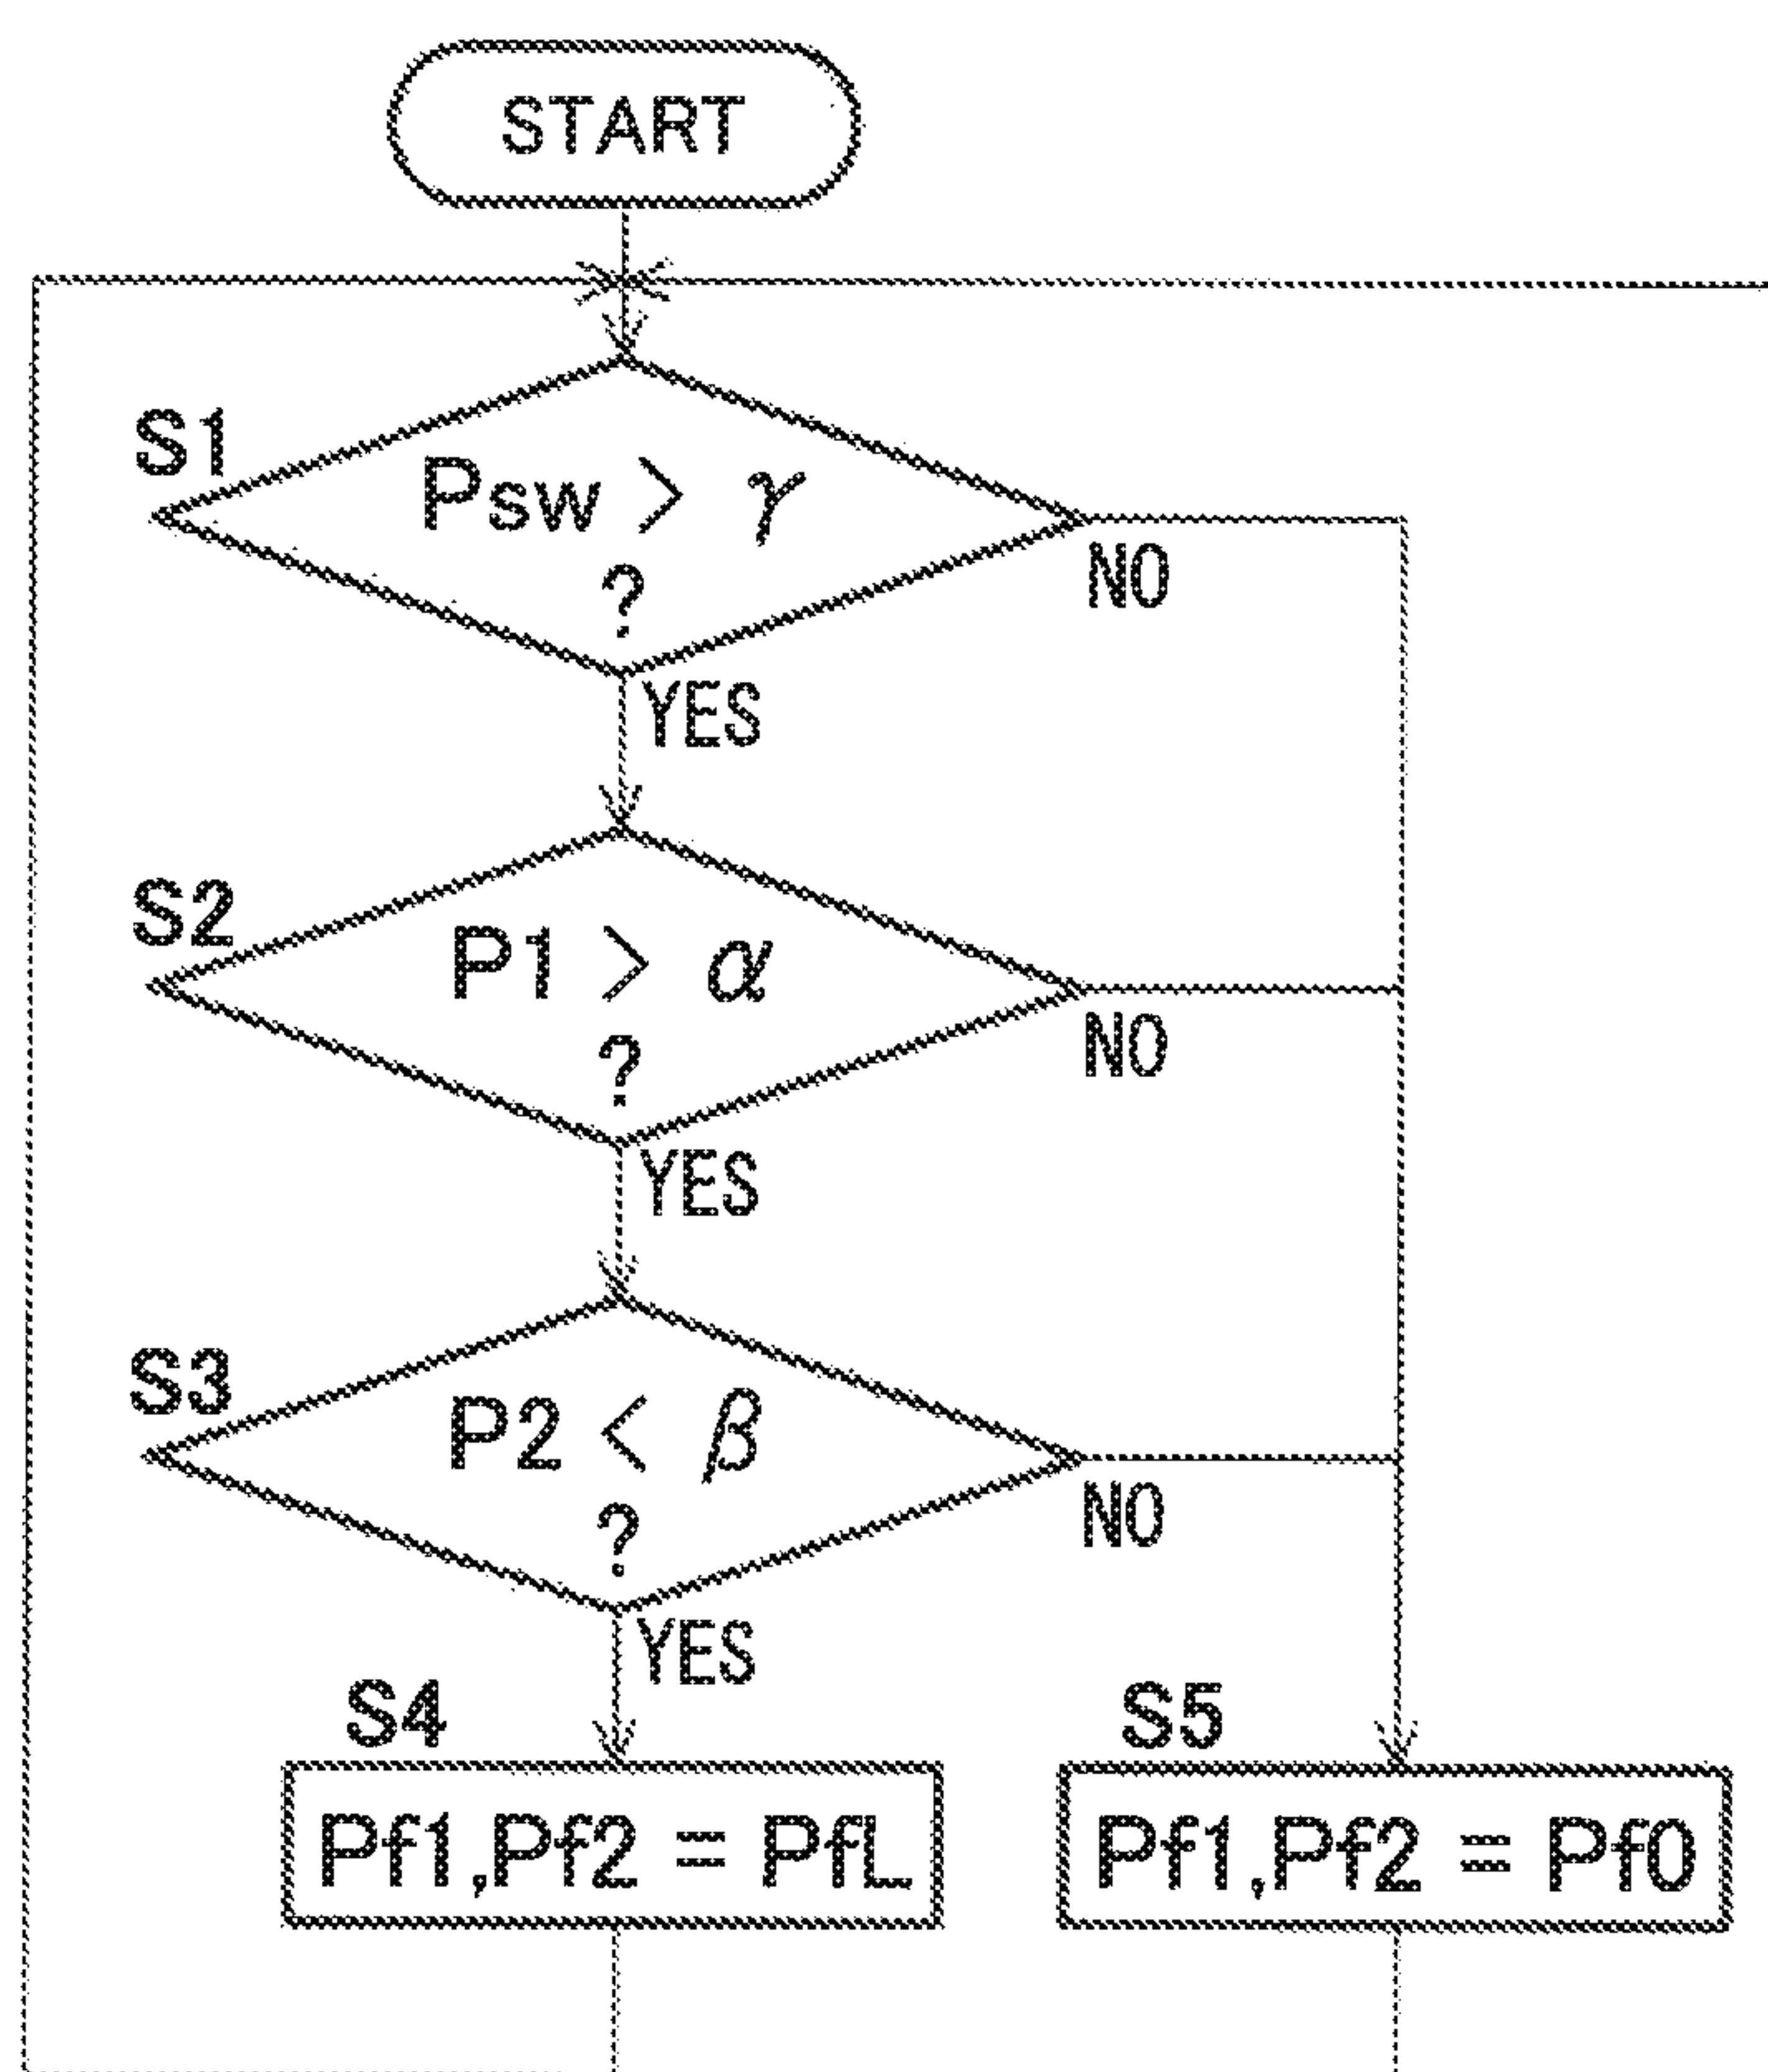 START
S1
Psw > γ
?
NO
YES
S2
P1 > α
?
NO
YES
S3
P2 < β
?
NO
YES
S4
S5
Pf1,Pf2 = PfL
Pf1,Pf2 = Pf0